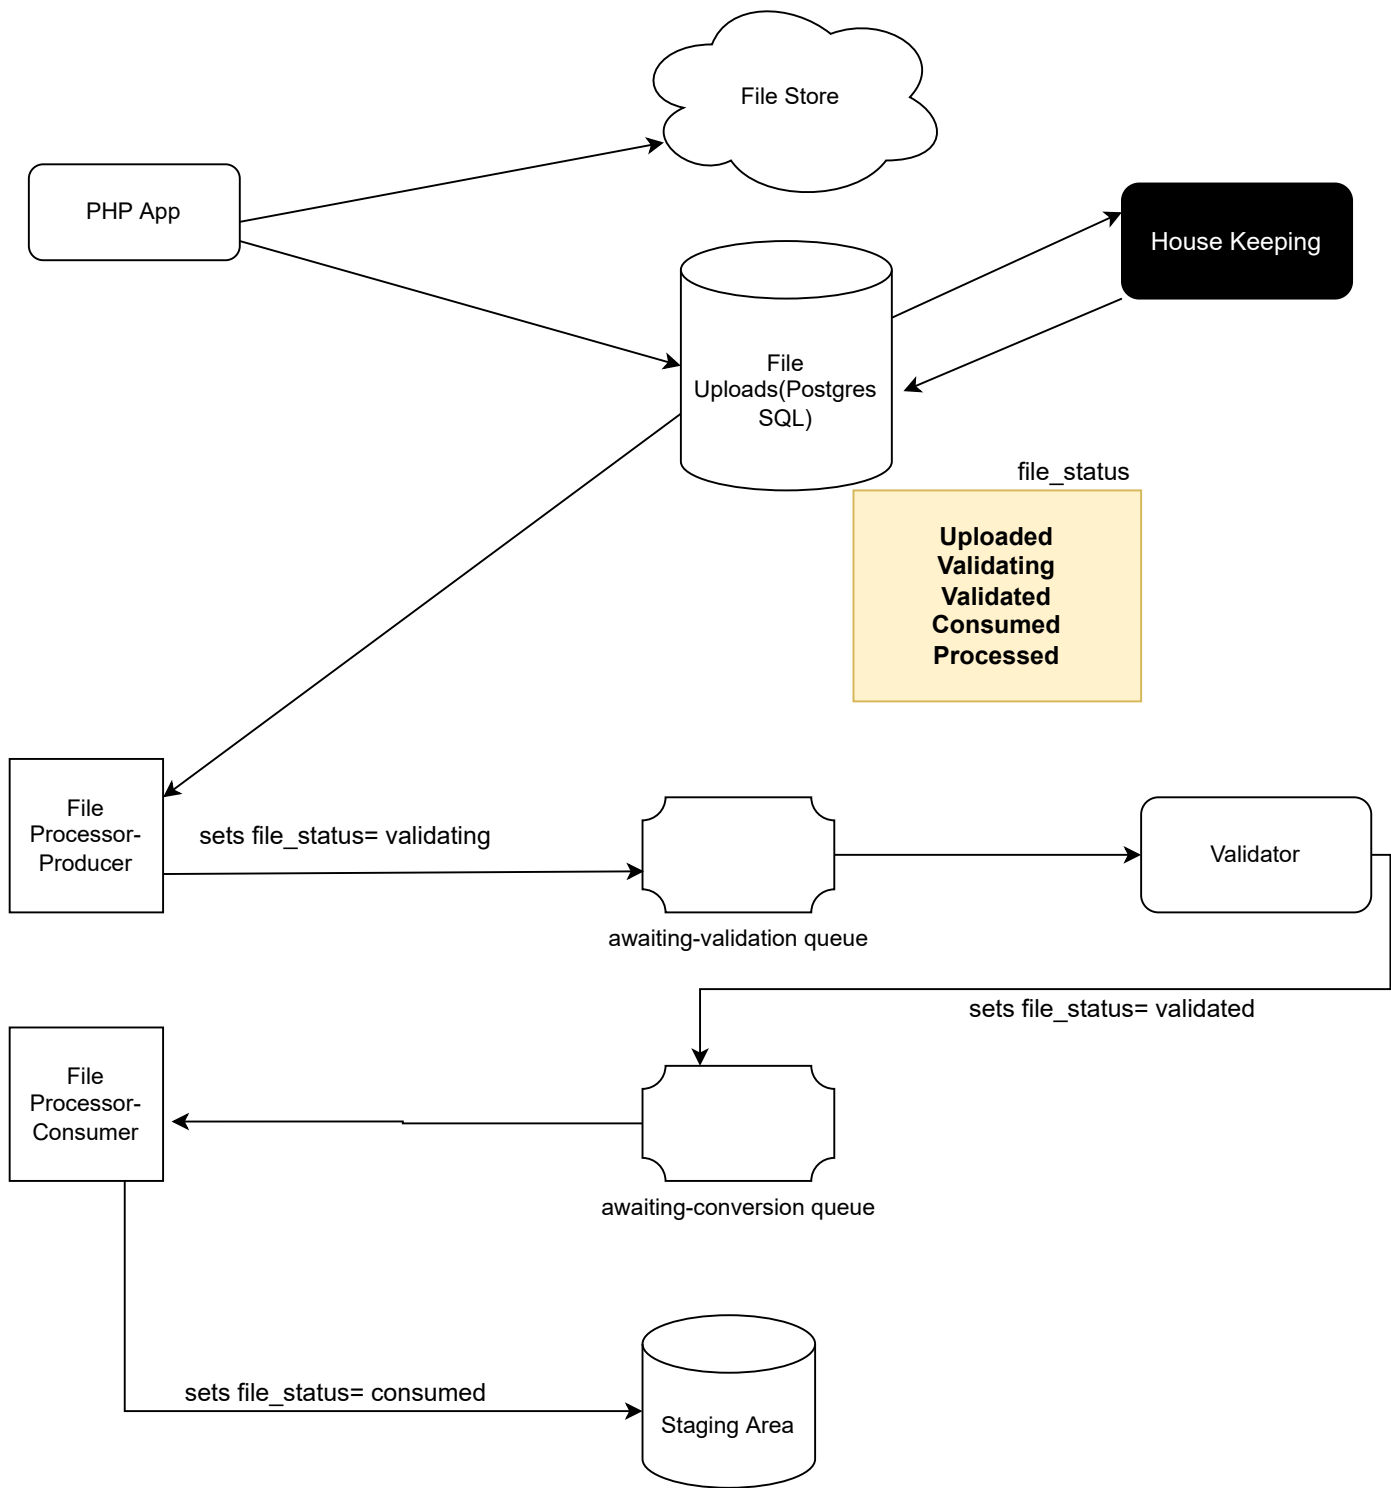 File Store
PHP App
House Keeping
File
Uploads(Postgres
SQL)
file_status
Uploaded
Validating
Validated
Consumed
Processed
File
Processor-
Producer
sets file_status= validating
Validator
awaiting-validation queue
sets file_status= validated
File
Processor-
Consumer
awaiting-conversion queue
sets file_status= consumed
Staging Area